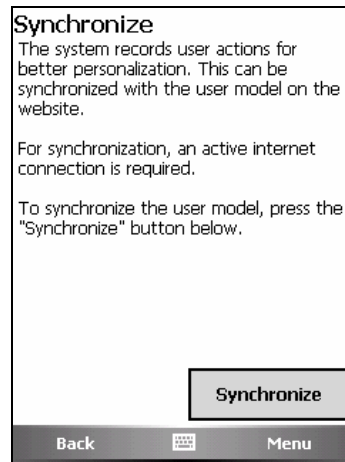 Synchronize
The system records user actions for
better personalization. This can be
synchronized with the user model on the
website.
For synchronization, an active internet
connection is required.
To synchronize the user model, press the
"Synchronize" button below.
Synchronize
Back Menu